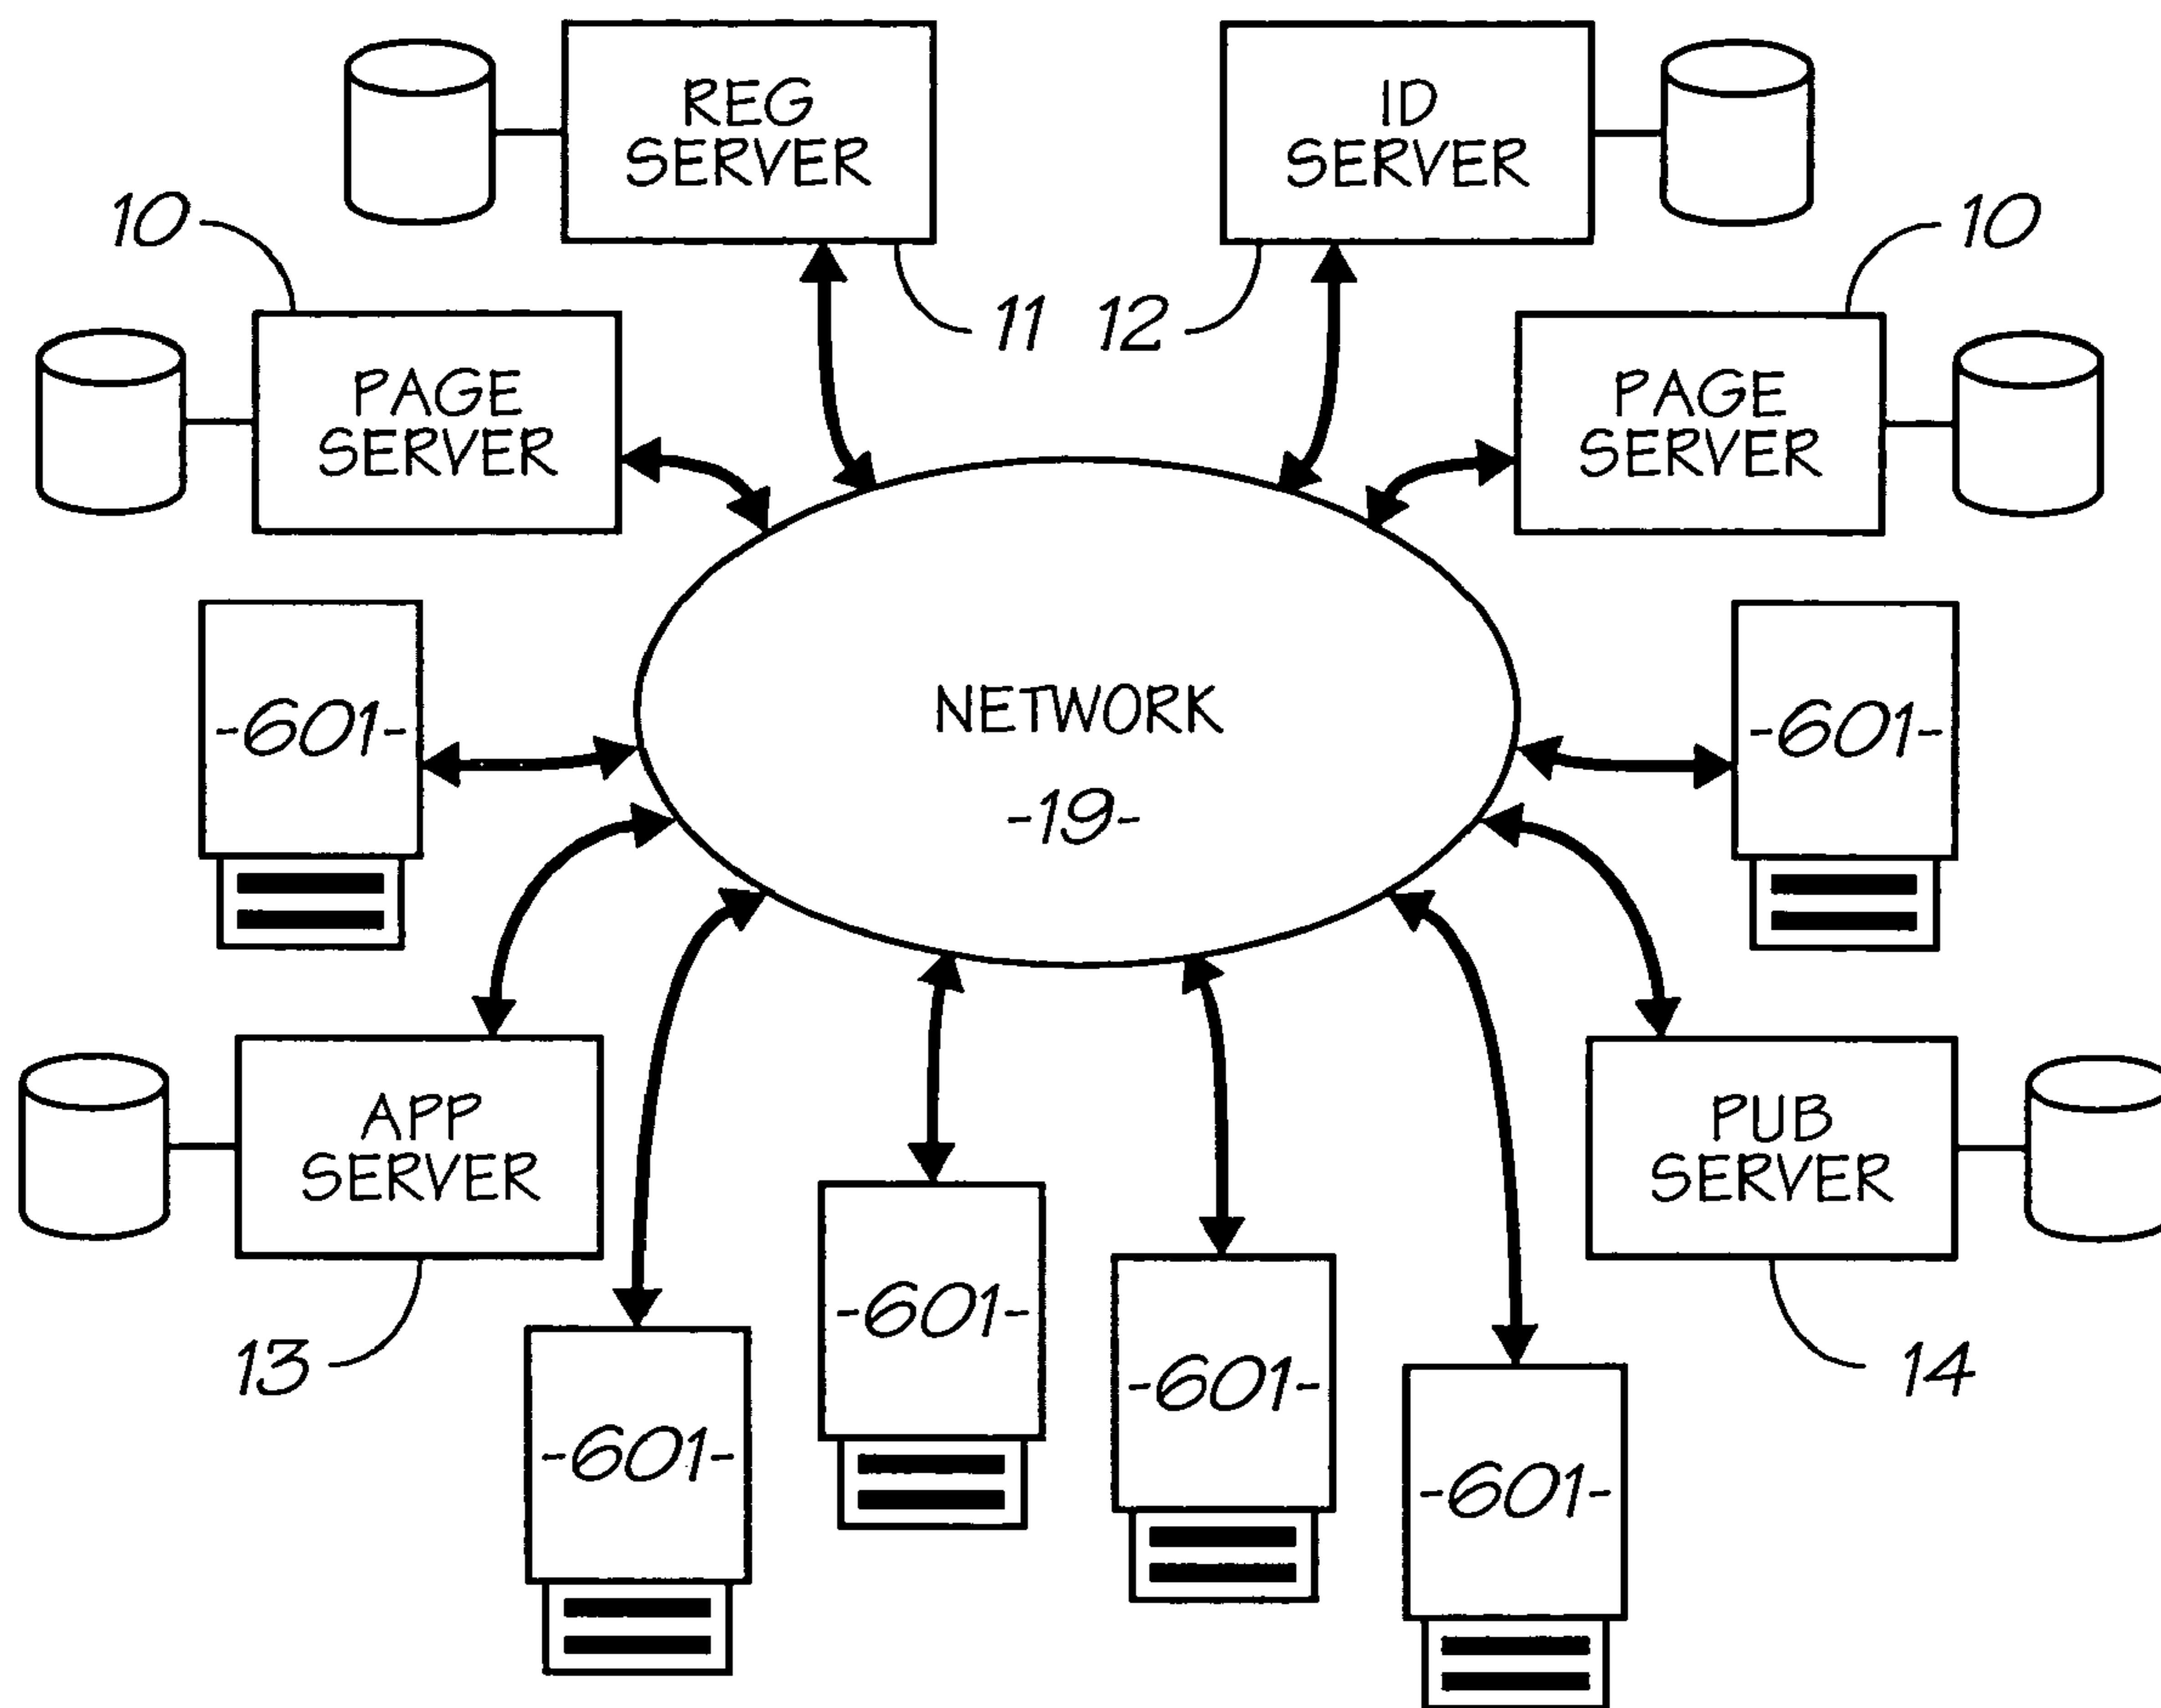 REG
SERVER
ID
SERVER
10
10
11
12
PAGE
SERVER
PAGE
SERVER
-601-
NETWORK
-19-
-601-
APP
SERVER
PUB
SERVER
13
-601-
-601-
-601-
14
-601-